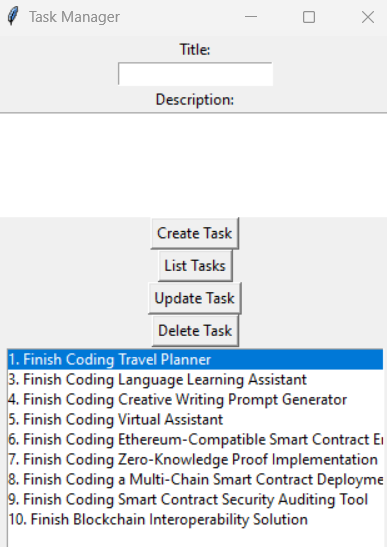 Task Manager
Title:
Description:
Create Task
List Tasks
Update Task
Delete Task
1. Finish Coding Travel Planner
3. Finish Coding Language Learning Assistant
4. Finish Coding Creative Writing Prompt Generator
5. Finish Coding Virtual Assistant
6. Finish Coding Ethereum-Compatible Smart Contract
7. Finish Coding Zero-Knowledge Proof Implementation
8. Finish Coding a Multi-Chain Smart Contract
9. Finish Coding Smart Contract Security Auditing Tool
10. Finish Blockchain Interoperability Solution